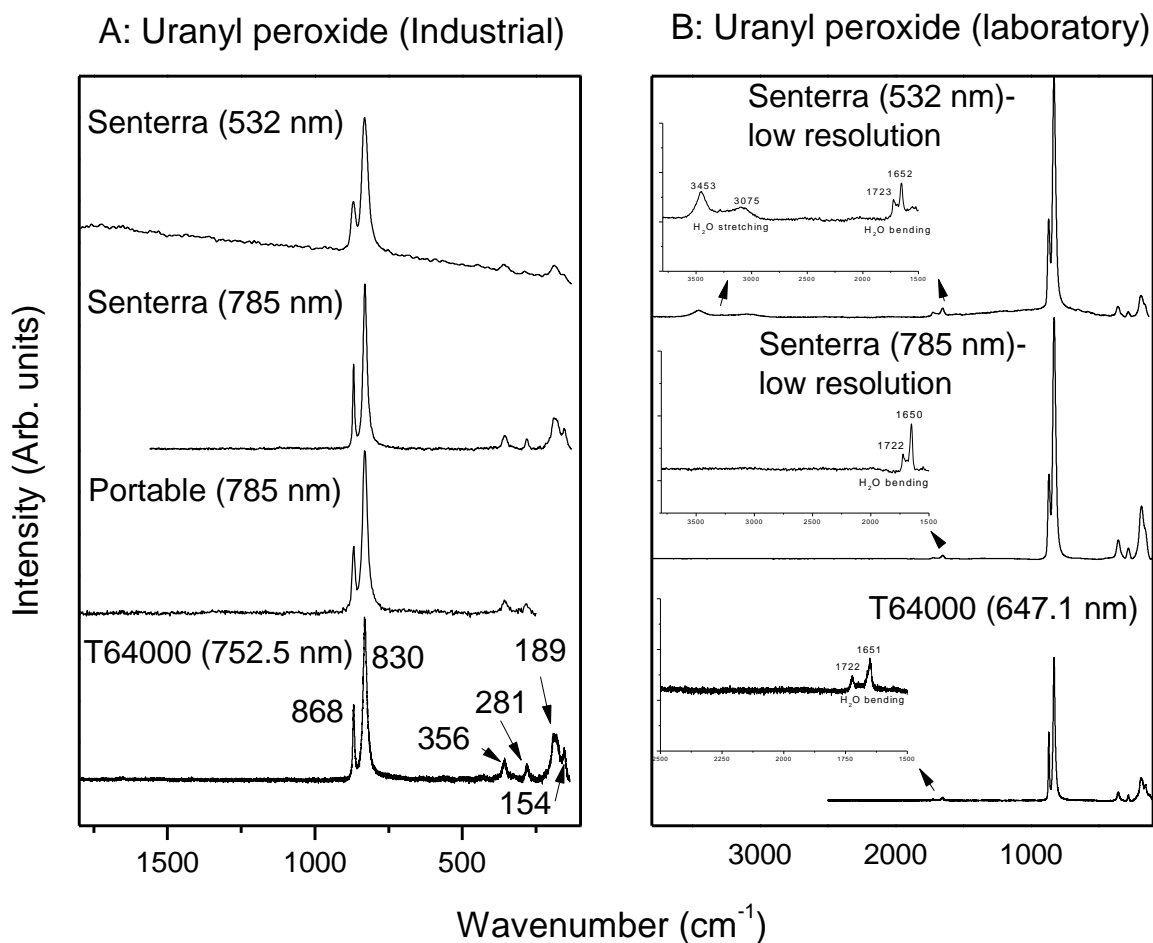 A: Uranyl peroxide (Industrial)
Senterra (532 nm)
Senterra (785 nm)
Portable (785 nm)
T64000 (752.5 nm)
830
189
868
281
356
154
1500
1000
500
B: Uranyl peroxide (laboratory)
Senterra (532 nm)-
low resolution
1652
3453
1723
3075
H₂O stretching
H₂O bending
3500
3000
2500
2000
1500
Senterra (785 nm)-
low resolution
1650
1722
H₂O bending
3500
3000
2500
2000
1500
T64000 (647.1 nm)
1651
1722
H₂O bending
2500
2250
2000
1750
1500
3000
2000
1000
Intensity (Arb. units)
Wavenumber (cm⁻¹)